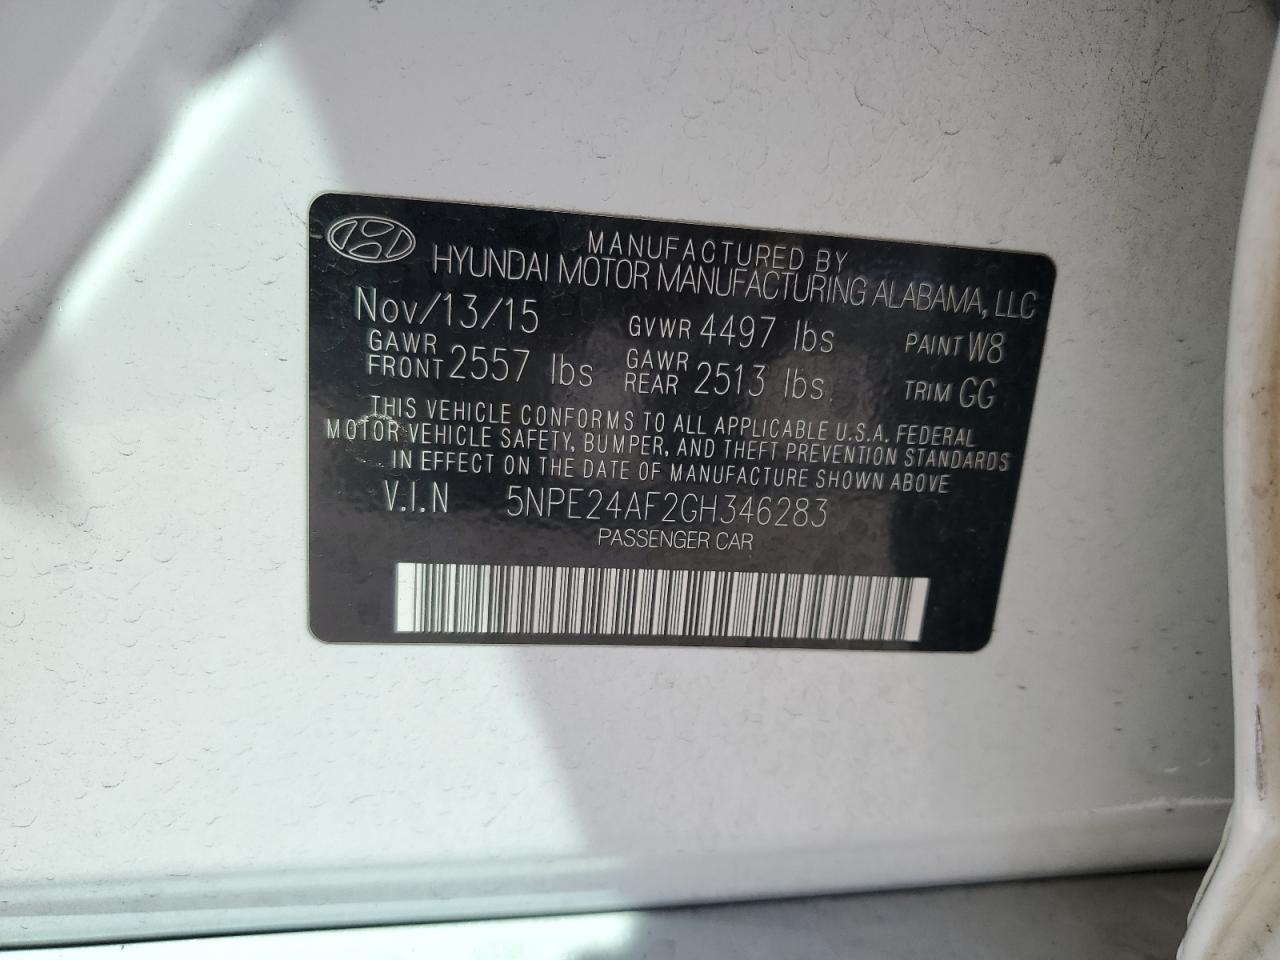 MANUFACTURED BY
HYUNDAI MOTOR MANUFACTURING ALABAMA, LLC
Nov/13/15 GVWR 4497 lbs PAINT W8
GAWR FRONT 2557 lbs GAWR REAR 2513 lbs. TRIM GG
THIS VEHICLE CONFORMS TO ALL APPLICABLE U.S.A. FEDERAL
MOTOR VEHICLE SAFETY, BUMPER, AND THEFT PREVENTION STANDARDS
IN EFFECT ON THE DATE OF MANUFACTURE SHOWN ABOVE
V.I.N 5NPE24AF2GH346283
PASSENGER CAR